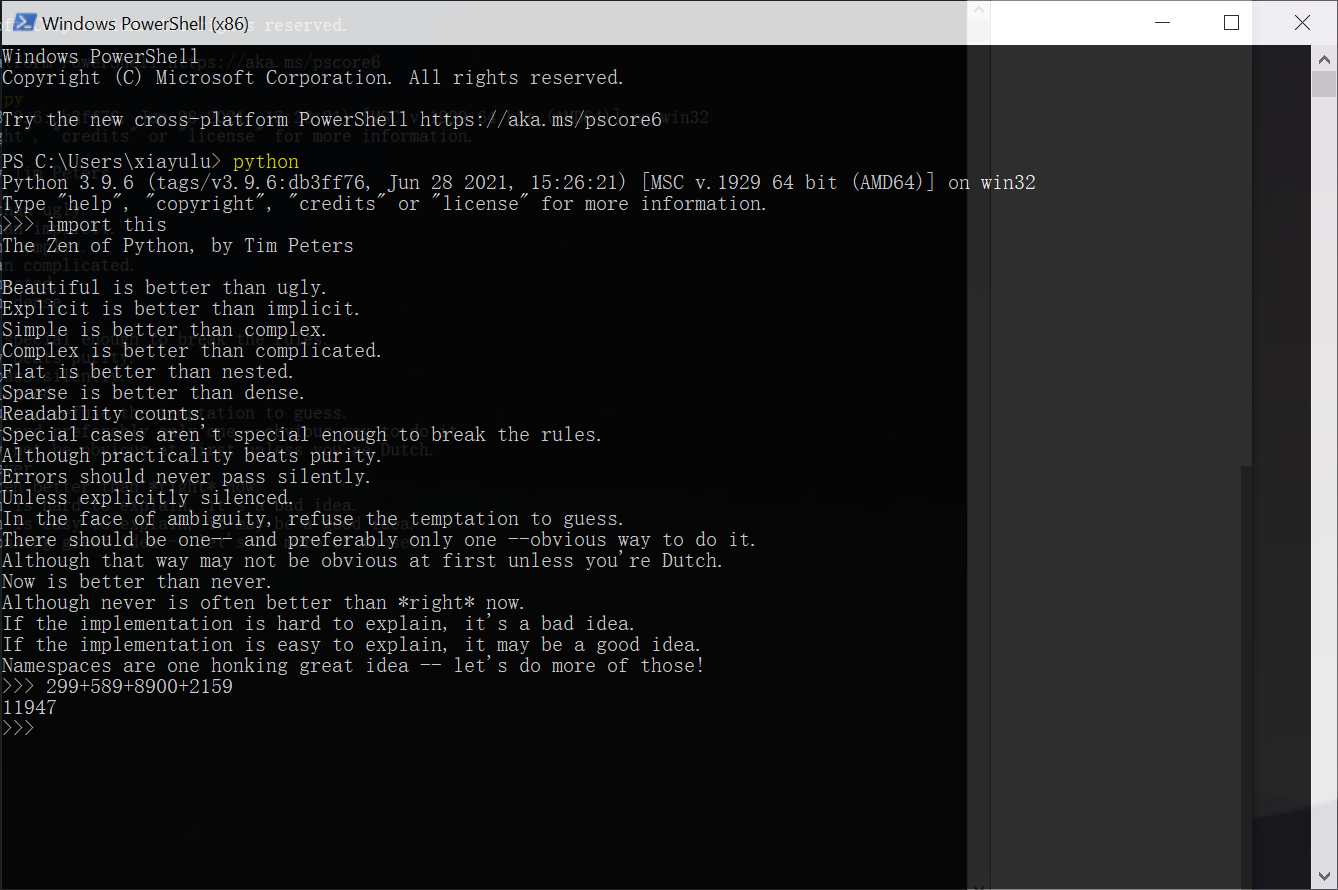 Windows PowerShell (x86)
Windows PowerShell
Copyright (C) Microsoft Corporation. All rights reserved.
Try the new cross-platform PowerShell https://aka.ms/pscore6
PS C:\Users\xiayulu> python
Python 3.9.6 (tags/v3.9.6:db3ff76, Jun 28 2021, 15:26:21) [MSC v.1929 64 bit (AMD64)] on win32
Type "help", "copyright", "credits" or "license" for more information.
>>> import this
The Zen of Python, by Tim Peters
Beautiful is better than ugly.
Explicit is better than implicit.
Simple is better than complex.
Complex is better than complicated.
Flat is better than nested.
Sparse is better than dense.
Readability counts.
Special cases aren't special enough to break the rules.
Although practicality beats purity.
Errors should never pass silently.
Unless explicitly silenced.
In the face of ambiguity, refuse the temptation to guess.
There should be one-- and preferably only one --obvious way to do it.
Although that way may not be obvious at first unless you're Dutch.
Now is better than never.
Although never is often better than *right* now.
If the implementation is hard to explain, it's a bad idea.
If the implementation is easy to explain, it may be a good idea.
Namespaces are one honking great idea -- let's do more of those!
>>> 299+589+8900+2159
11947
>>>